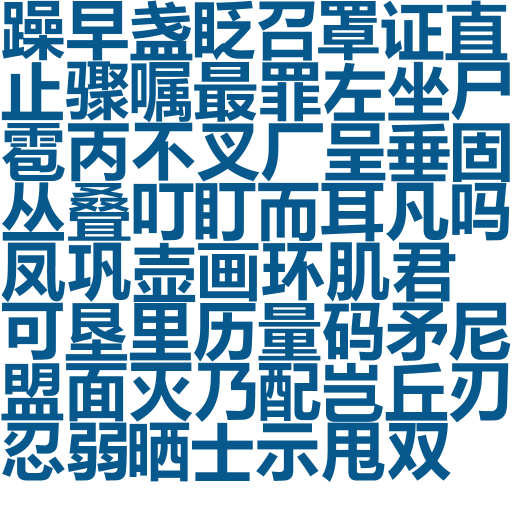 躁早盏眨召罩证直
止骤嘱最罪左坐尸
雹丙不叉厂呈垂固
丛叠叮盯而耳凡吗
凤巩壶画环肌君
可垦里历量码矛尼
盟面灭乃配岂丘刃
忍弱晒士示甩双